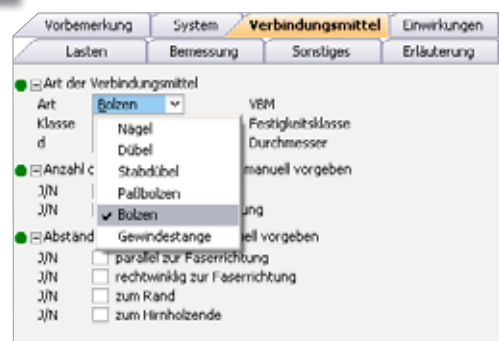 Vorbemerkung System Verbindungsmittel Einwirkungen
Lasten Bemessung Sonstiges Erläuterung
Art der Verbindungsmittel
Art Bolzen VBM
Klasse Festigkeitsklasse
d Durchmesser
Nägel
Dübel
Stabdübel
Paßbolzen
Bolzen
Gewindestange
Anzahl manuell vorgeben
J/N
J/N ung
Abständ ell vorgeben
J/N parallel zur Faserrichtung
J/N rechtwinklig zur Faserrichtung
J/N zum Rand
J/N zum Hirnholzende